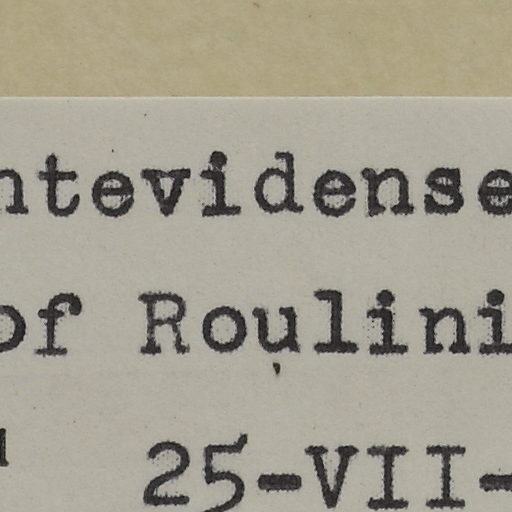 ntevidense
of Roulini
25-VII-